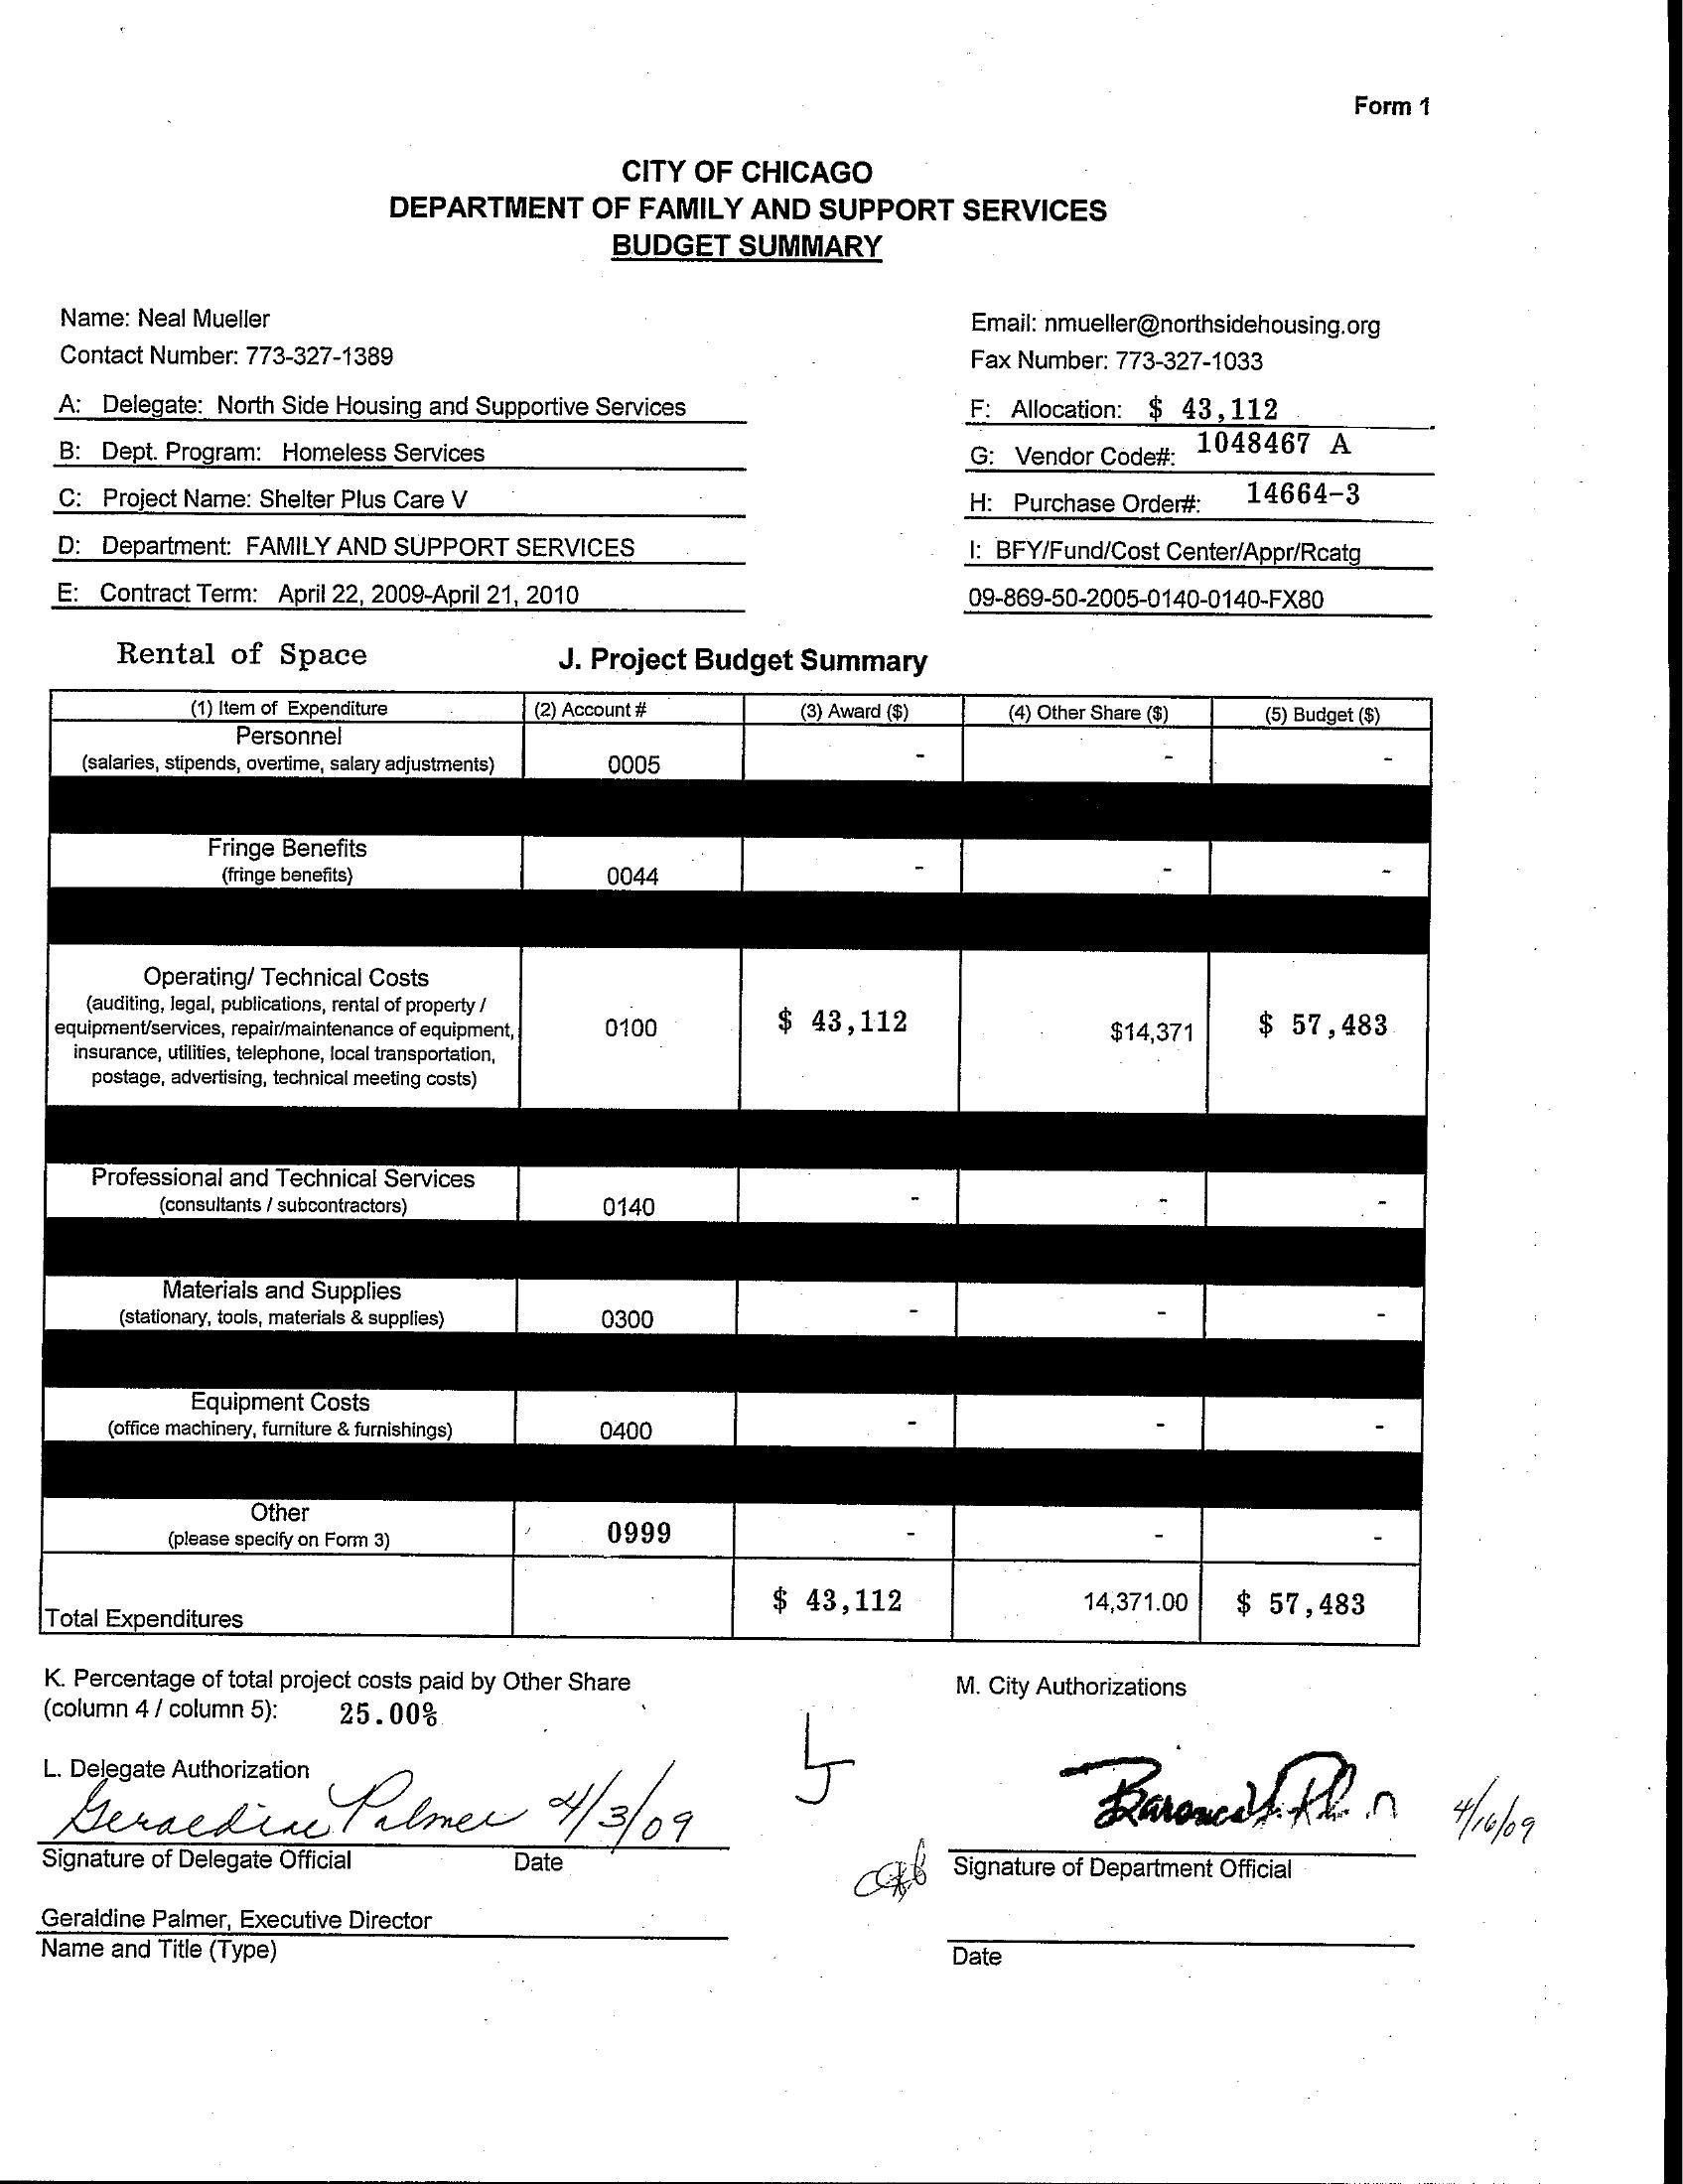 Form 1
CITY OF CHICAGO
DEPARTMENT OF FAMILY AND SUPPORT SERVICES
BUDGET SUMMARY
Name: Neal Mueller
Email: nmueller@northsidehousing.org
Contact Number: 773-327-1389
Fax Number: 773-327-1033
A: Delegate: North Side Housing and Supportive Services
F: Allocation: $ 43,112
B: Dept. Program: Homeless Services
G: Vendor Code#: 1048467 A
C: Project Name: Shelter Plus Care V
H: Purchase Order#: 14664-3
D: Department: FAMILY AND SUPPORT SERVICES
I: BFY/Fund/Cost Center/Appr/Rcatg
E: Contract Term: April 22, 2009-April 21, 2010
09-869-50-2005-0140-0140-FX80
Rental of Space
J. Project Budget Summary
(1) Item of Expenditure (2) Account # (3) Award ($) (4) Other Share ($) (5) Budget ($)
Personnel
(salaries, stipends, overtime, salary adjustments) 0005 - - -
Fringe Benefits
(fringe benefits) 0044 - - -
Operating/ Technical Costs
(auditing, legal, publications, rental of property /
equipment/services, repair/maintenance of equipment, 0100 $ 43,112 $14,371 $ 57,483
insurance, utilities, telephone, local transportation,
postage, advertising, technical meeting costs)
Professional and Technical Services
(consultants / subcontractors) 0140 - - -
Materials and Supplies
(stationary, tools, materials & supplies) 0300 - - -
Equipment Costs
(office machinery, furniture & furnishings) 0400 - - -
Other
(please specify on Form 3) 0999 - - -
Total Expenditures $ 43,112 14,371.00 $ 57,483
K. Percentage of total project costs paid by Other Share
(column 4 / column 5): 25.00%
M. City Authorizations
L. Delegate Authorization
Geraldine Palmer 4/3/09
4/16/09
Signature of Delegate Official Date
Signature of Department Official
Geraldine Palmer, Executive Director
Name and Title (Type)
Date